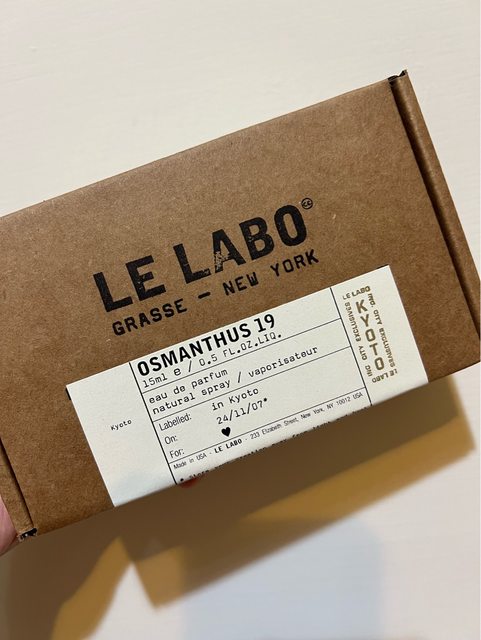 LE LABO
GRASSE — NEW YORK
OSMANTHUS 19
15ml e / 0.5 FL.OZ.LIQ.
eau de parfum
natural spray / vaporisateur
Kyoto
Labelled: in Kyoto
On: 24/11/07*
For: ♥
Made in USA - LE LABO - 233 Elizabeth Street, New York, NY, 10012 USA
LE LABO
CITY EXCLUSIVES
KYOTO
LE LABO